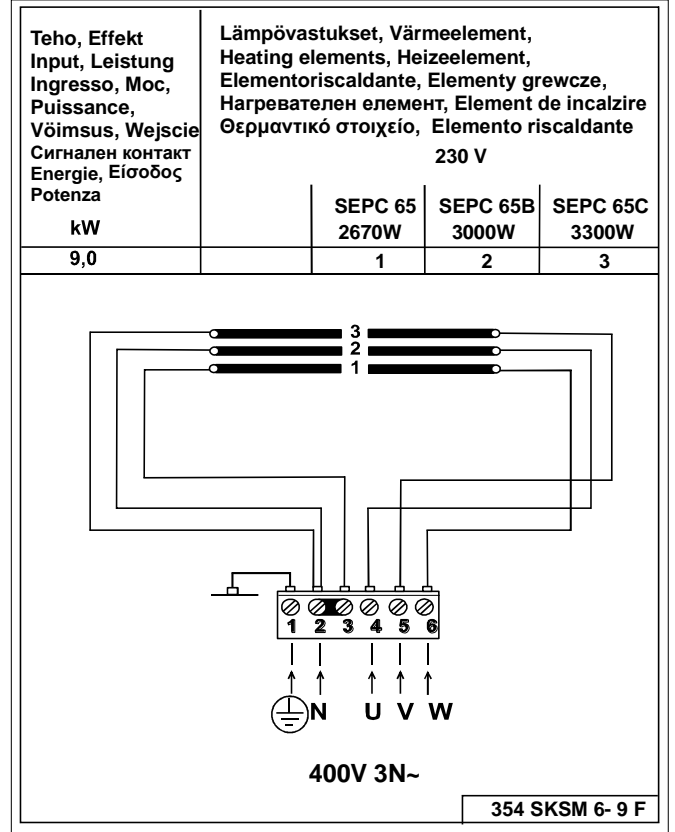 Teho, Effekt
Input, Leistung
Ingresso, Moc,
Puissance,
Vöimsus, Wejscie
Сигнален контакт
Energie, Είσοδος
Potenza
kW
Lämpövastukset, Värmeelement,
Heating elements, Heizeelement,
Elementoriscaldante, Elementy grewcze,
Нагревателен елемент, Element de incalzire
Θερμαντικό στοιχείο, Elemento riscaldante
230 V
SEPC 65 SEPC 65B SEPC 65C
2670W 3000W 3300W
9,0 1 2 3
3
2
1
1 2 3 4 5 6
N U V W
400V 3N~
354 SKSM 6- 9 F